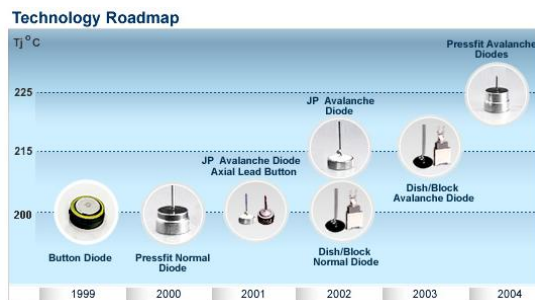 Technology Roadmap
Tj°C
Pressfit Avalanche
Diodes
225
JP Avalanche
Diode
215
JP Avalanche Diode
Axial Lead Button
Dish/Block
Avalanche Diode
200
Button Diode
Pressfit Normal
Diode
Dish/Block
Normal Diode
1999
2000
2001
2002
2003
2004